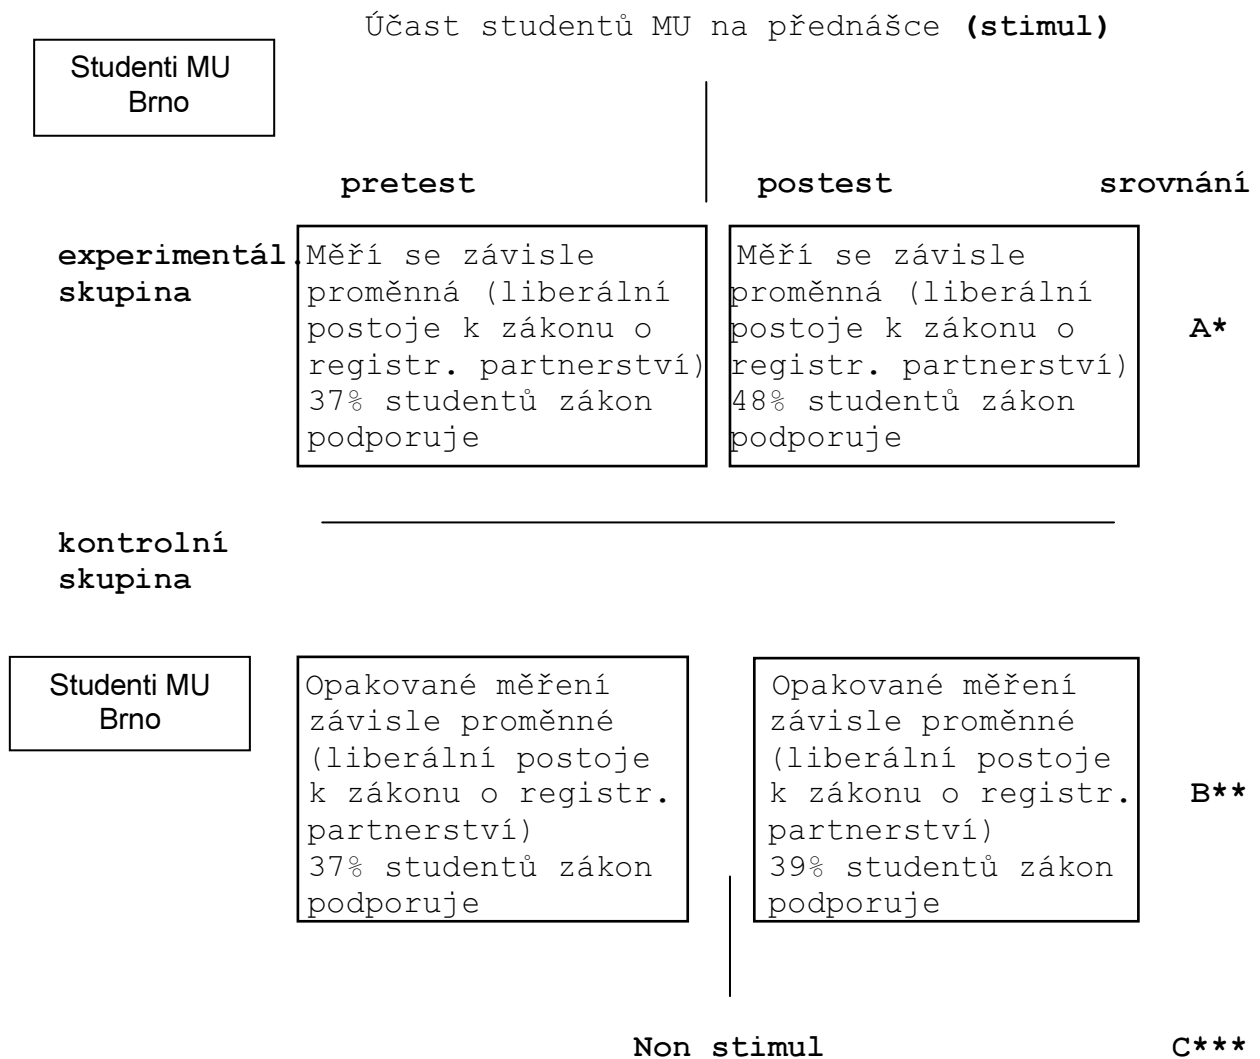 Účast studentů MU na přednášce (stimul)
Studenti MU
Brno
pretest postest srovnání
experimentál.
skupina
Měří se závisle
proměnná (liberální
postoje k zákonu o
registr. partnerství)
37% studentů zákon
podporuje
Měří se závisle
proměnná (liberální
postoje k zákonu o
registr. partnerství)
48% studentů zákon
podporuje
A*
kontrolní
skupina
Studenti MU
Brno
Opakované měření
závisle proměnné
(liberální postoje
k zákonu o registr.
partnerství)
37% studentů zákon
podporuje
Opakované měření
závisle proměnné
(liberální postoje
k zákonu o registr.
partnerství)
39% studentů zákon
podporuje
B**
Non stimul C***